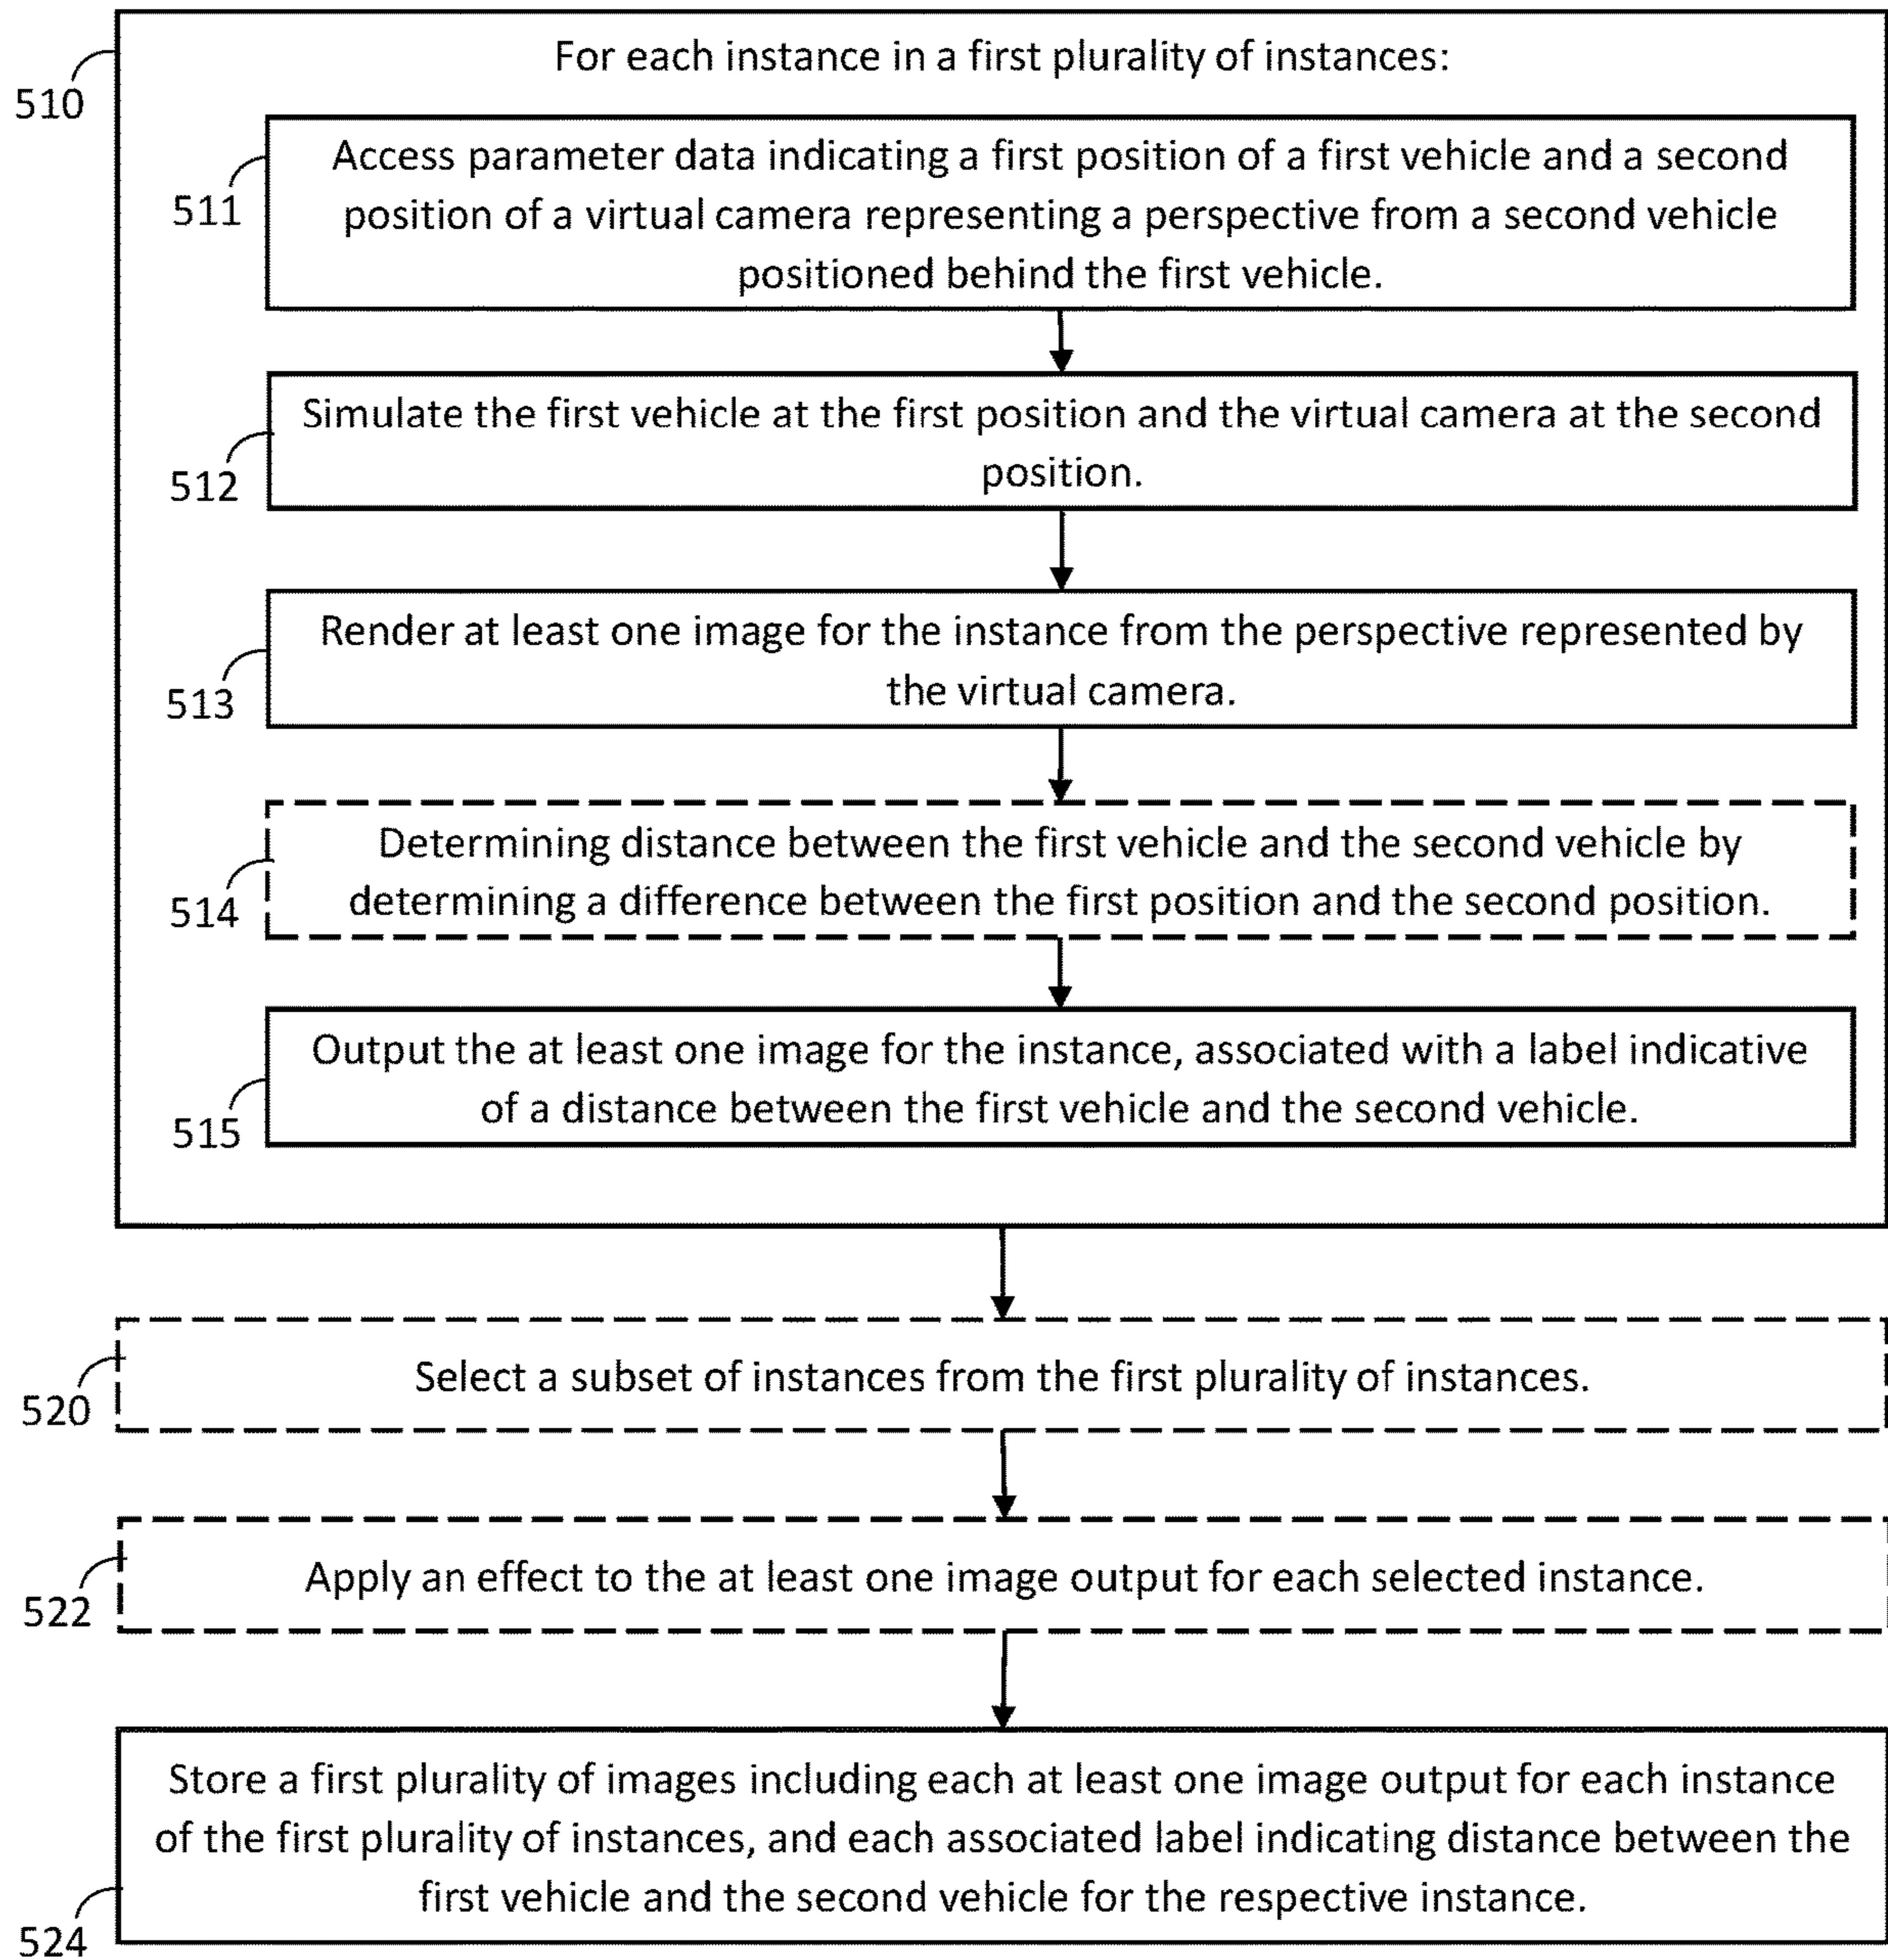 For each instance in a first plurality of instances:
510
Access parameter data indicating a first position of a first vehicle and a second
position of a virtual camera representing a perspective from a second vehicle
positioned behind the first vehicle.
511
Simulate the first vehicle at the first position and the virtual camera at the second
position.
512
Render at least one image for the instance from the perspective represented by
the virtual camera.
513
Determining distance between the first vehicle and the second vehicle by
determining a difference between the first position and the second position.
514
Output the at least one image for the instance, associated with a label indicative
of a distance between the first vehicle and the second vehicle.
515
Select a subset of instances from the first plurality of instances.
520
Apply an effect to the at least one image output for each selected instance.
522
Store a first plurality of images including each at least one image output for each instance
of the first plurality of instances, and each associated label indicating distance between the
first vehicle and the second vehicle for the respective instance.
524